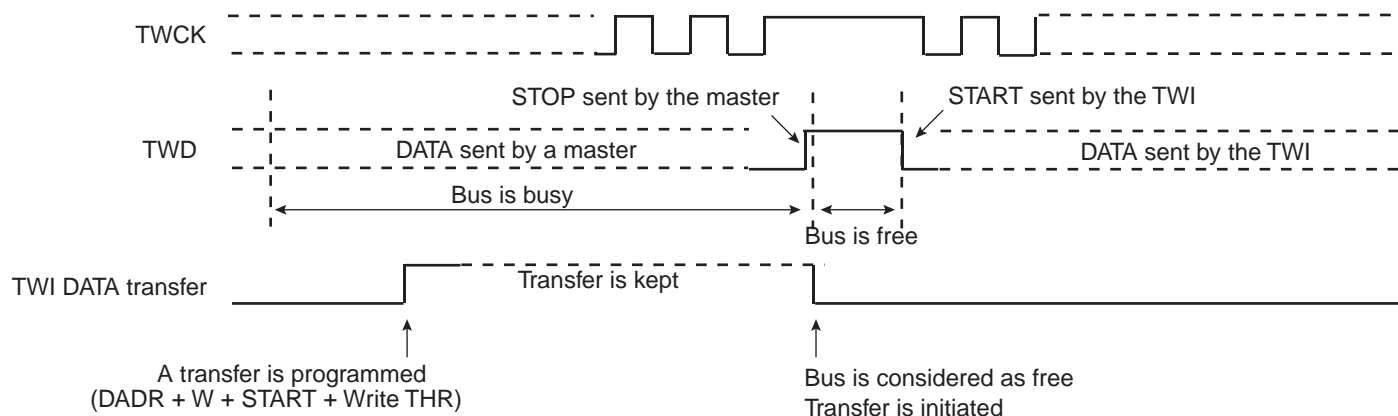 TWCK
STOP sent by the master
START sent by the TWI
TWD
DATA sent by a master
DATA sent by the TWI
Bus is busy
Bus is free
TWI DATA transfer
Transfer is kept
A transfer is programmed
(DADR + W + START + Write THR)
Bus is considered as free
Transfer is initiated